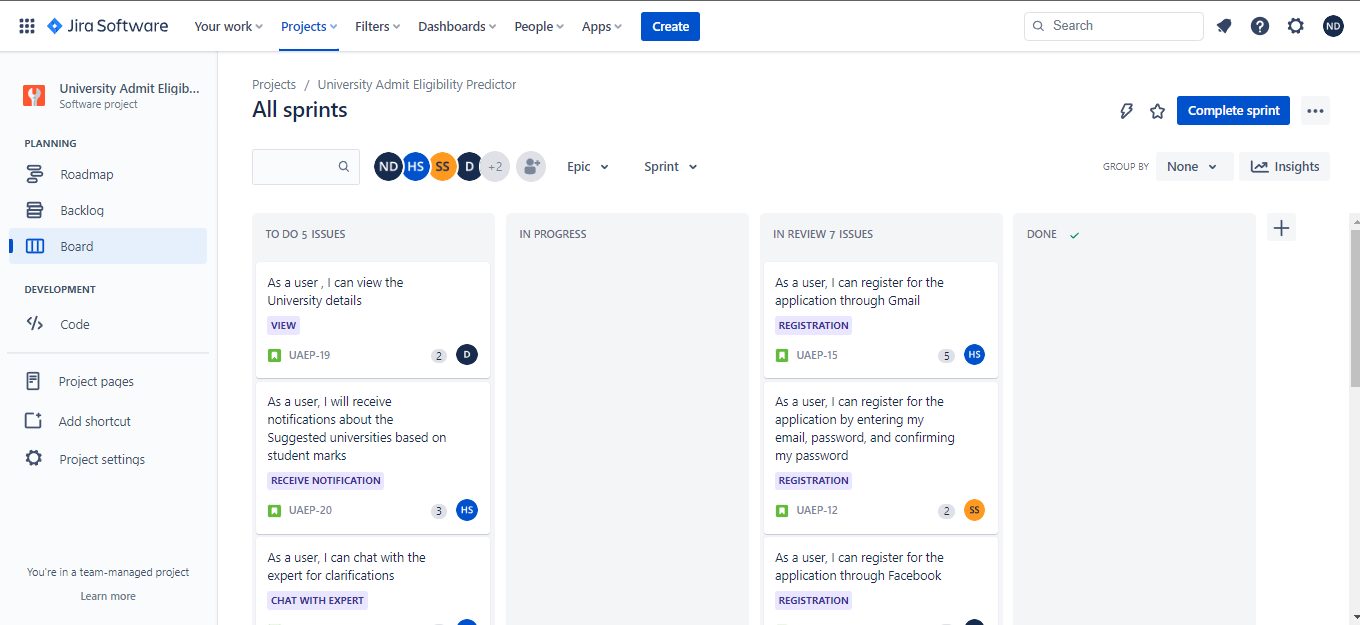 Jira Software
Your work
Projects
Filters
Dashboards
People
Apps
Create
Search
ND
University Admit Eligib...
Software project
PLANNING
Roadmap
Backlog
Board
DEVELOPMENT
Code
Project pages
Add shortcut
Project settings
You're in a team-managed project
Learn more
Projects / University Admit Eligibility Predictor
All sprints
Complete sprint
ND HS SS D +2
Epic
Sprint
GROUP BY
None
Insights
TO DO 5 ISSUES
As a user , I can view the
University details
VIEW
UAEP-19 2 D
As a user, I will receive
notifications about the
Suggested universities based on
student marks
RECEIVE NOTIFICATION
UAEP-20 3 HS
As a user, I can chat with the
expert for clarifications
CHAT WITH EXPERT
IN PROGRESS
IN REVIEW 7 ISSUES
As a user, I can register for the
application through Gmail
REGISTRATION
UAEP-15 5 HS
As a user, I can register for the
application by entering my
email, password, and confirming
my password
REGISTRATION
UAEP-12 2 SS
As a user, I can register for the
application through Facebook
REGISTRATION
DONE